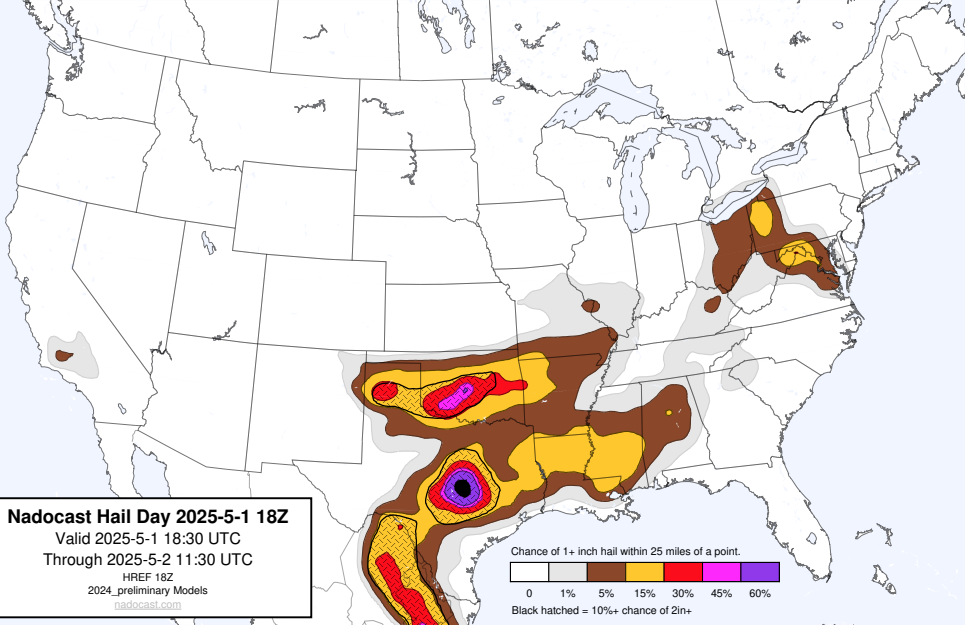 Nadocast Hail Day 2025-5-1 18Z
Valid 2025-5-1 18:30 UTC
Through 2025-5-2 11:30 UTC
HREF 18Z
2024_preliminary Models
nadocast.com
Chance of 1+ inch hail within 25 miles of a point.
0 1% 5% 15% 30% 45% 60%
Black hatched = 10%+ chance of 2in+